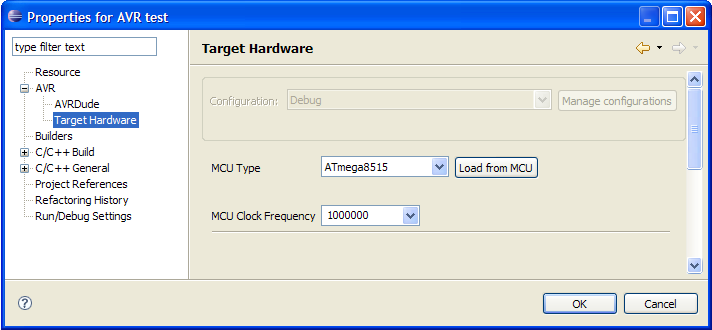 Properties for AVR test
type filter text
Resource
AVR
AVRDude
Target Hardware
Builders
C/C++ Build
C/C++ General
Project References
Refactoring History
Run/Debug Settings
Target Hardware
Configuration: Debug Manage configurations
MCU Type ATmega8515 Load from MCU
MCU Clock Frequency 1000000
? OK Cancel